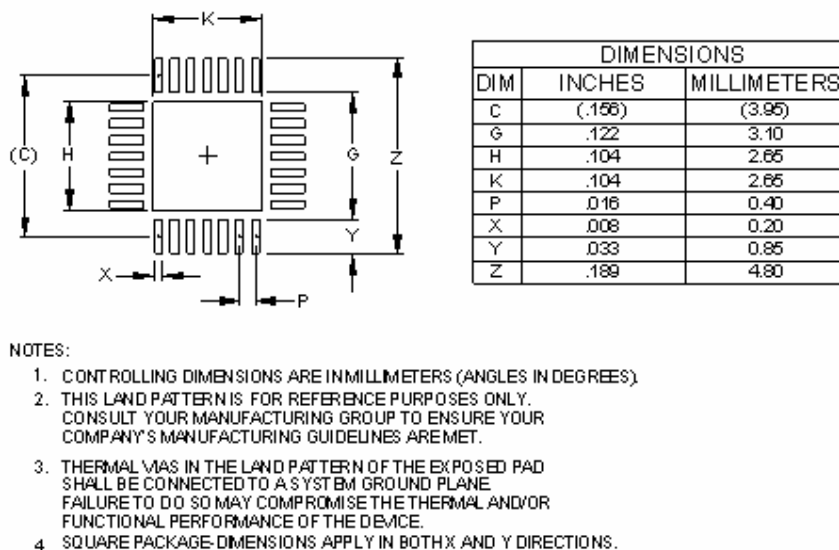 K
(C)
H
G
Z
Y
X
P
DIMENSIONS
DIM INCHES MILLIMETERS
C (.156) (3.95)
G .122 3.10
H .104 2.65
K .104 2.65
P .016 0.40
X .008 0.20
Y .033 0.85
Z .189 4.80
NOTES:
1. CONTROLLING DIMENSIONS ARE IN MILLIMETERS (ANGLES IN DEGREES).
2. THIS LAND PATTERN IS FOR REFERENCE PURPOSES ONLY.
CONSULT YOUR MANUFACTURING GROUP TO ENSURE YOUR
COMPANY'S MANUFACTURING GUIDELINES ARE MET.
3. THERMAL VIAS IN THE LAND PATTERN OF THE EXPOSED PAD
SHALL BE CONNECTED TO A SYSTEM GROUND PLANE.
FAILURE TO DO SO MAY COMPROMISE THE THERMAL AND/OR
FUNCTIONAL PERFORMANCE OF THE DEVICE.
4. SQUARE PACKAGE-DIMENSIONS APPLY IN BOTH X AND Y DIRECTIONS.